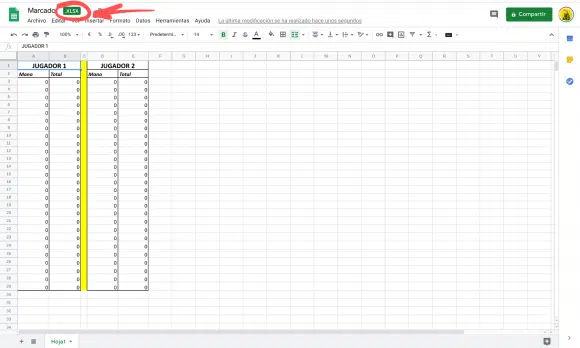 Marcado .XLSX
Archivo Editar Insertar Formato Datos Herramientas Ayuda La última modificación se ha realizado hace unos segundos
Compartir
100% € % .0 .00 123 Predetermi... 14 B I S A
fx JUGADOR 1
A B C D E F G H I J K L M N O P Q R S T U V
1 JUGADOR 1 JUGADOR 2
2 Mano Total Mano Total
3 0 0 0 0
4 0 0 0 0
5 0 0 0 0
6 0 0 0 0
7 0 0 0 0
8 0 0 0 0
9 0 0 0 0
10 0 0 0 0
11 0 0 0 0
12 0 0 0 0
13 0 0 0 0
14 0 0 0 0
15 0 0 0 0
16 0 0 0 0
17 0 0 0 0
18 0 0 0 0
19 0 0 0 0
20 0 0 0 0
21 0 0 0 0
22 0 0 0 0
23 0 0 0 0
24 0 0 0 0
25 0 0 0 0
26 0 0 0 0
27 0 0 0 0
28 0 0 0 0
29 0 0 0 0
30
31
32
33
34
Hoja1